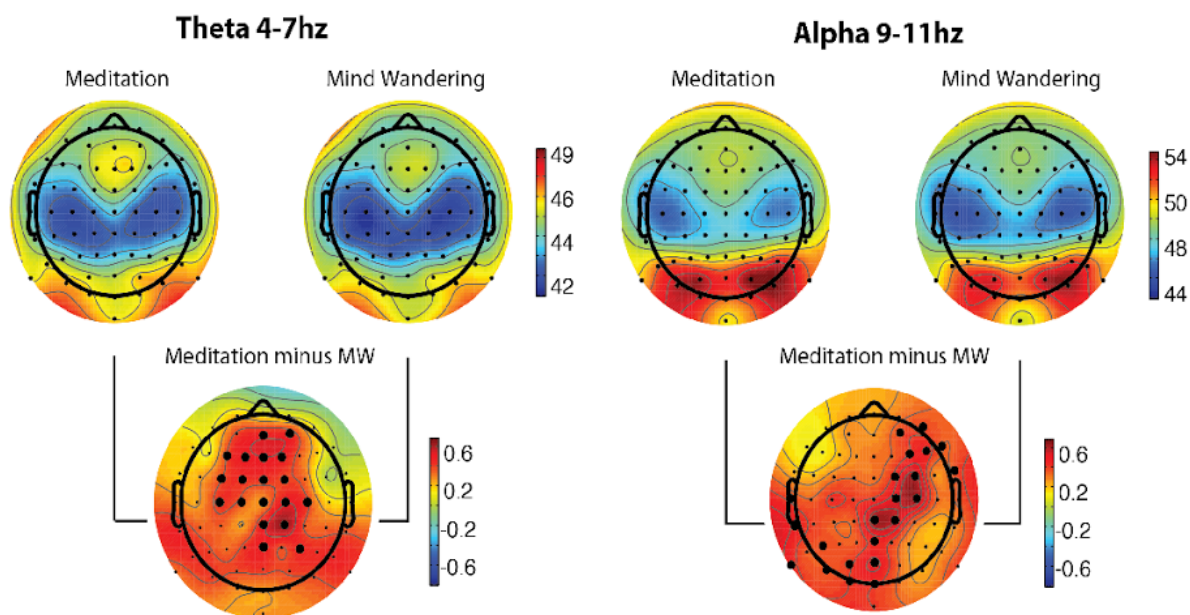 Theta 4-7hz
Alpha 9-11hz
Meditation
Mind Wandering
Meditation
Mind Wandering
49
46
44
42
54
50
48
44
Meditation minus MW
Meditation minus MW
0.6
0.2
-0.2
-0.6
0.6
0.2
-0.2
-0.6